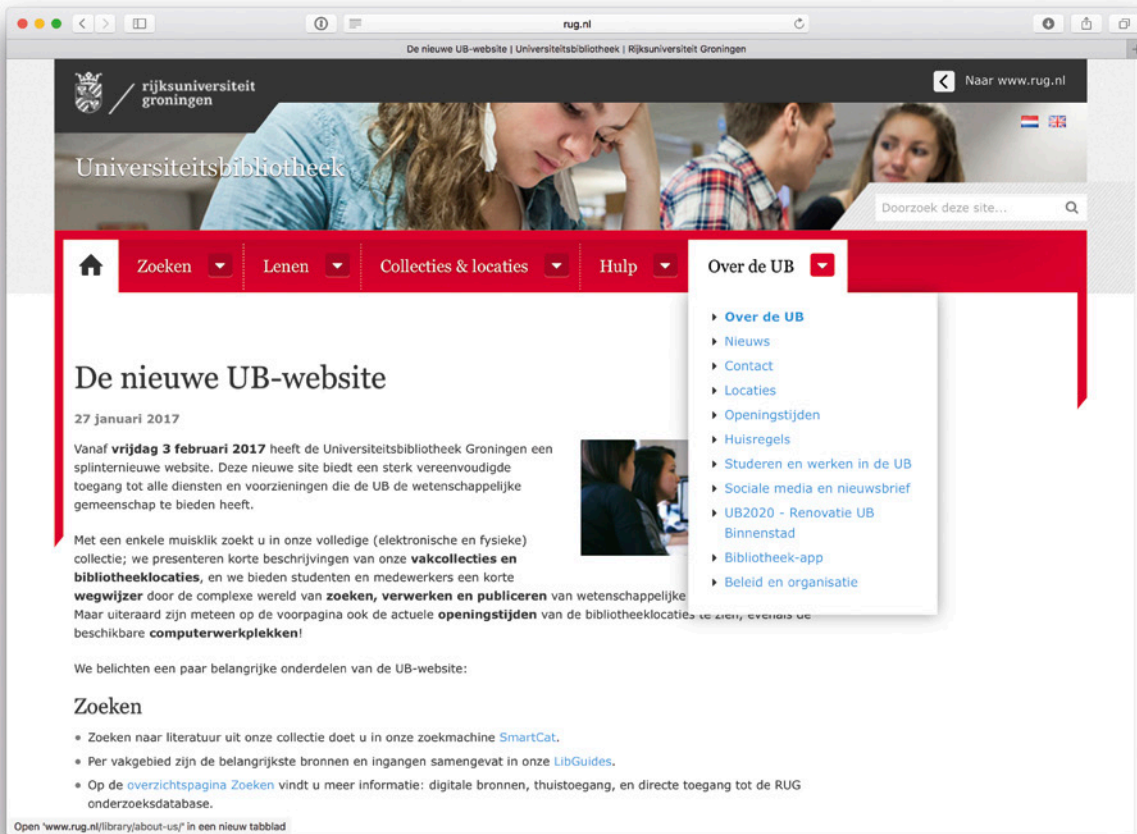 rug.nl
De nieuwe UB-website | Universiteitsbibliotheek | Rijksuniversiteit Groningen
rijksuniversiteit
groningen
Naar www.rug.nl
Universiteitsbibliotheek
Doorzoek deze site...
Zoeken
Lenen
Collecties & locaties
Hulp
Over de UB
Over de UB
Nieuws
Contact
Locaties
Openingstijden
Huisregels
Studeren en werken in de UB
Sociale media en nieuwsbrief
UB2020 - Renovatie UB
Binnenstad
Bibliotheek-app
Beleid en organisatie
De nieuwe UB-website
27 januari 2017
Vanaf vrijdag 3 februari 2017 heeft de Universiteitsbibliotheek Groningen een
splinternieuwe website. Deze nieuwe site biedt een sterk vereenvoudigde
toegang tot alle diensten en voorzieningen die de UB de wetenschappelijke
gemeenschap te bieden heeft.
Met een enkele muisklik zoekt u in onze volledige (elektronische en fysieke)
collectie; we presenteren korte beschrijvingen van onze vakcollecties en
bibliotheeklocaties, en we bieden studenten en medewerkers een korte
wegwijzer door de complexe wereld van zoeken, verwerken en publiceren van wetenschappelijke
Maar uiteraard zijn meteen op de voorpagina ook de actuele openingstijden van de bibliotheeklocaties te zien, evenals de
beschikbare computerwerkplekken!
We belichten een paar belangrijke onderdelen van de UB-website:
Zoeken
• Zoeken naar literatuur uit onze collectie doet u in onze zoekmachine SmartCat.
• Per vakgebied zijn de belangrijkste bronnen en ingangen samengevat in onze LibGuides.
• Op de overzichtspagina Zoeken vindt u meer informatie: digitale bronnen, thuistoegang, en directe toegang tot de RUG
onderzoeksdatabase.
Open 'www.rug.nl/library/about-us/' in een nieuw tabblad